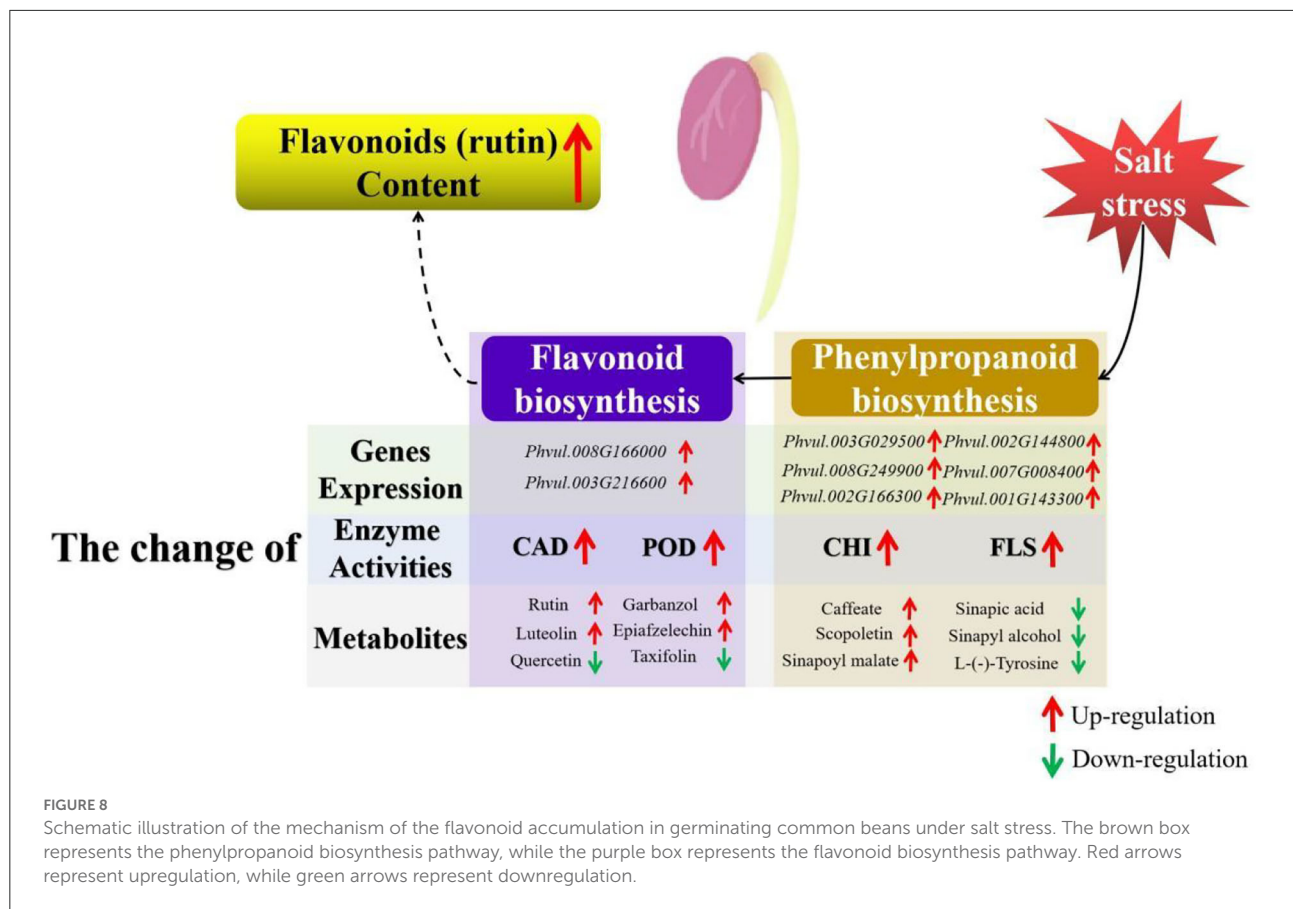 Flavonoids (rutin)
Content
Salt
stress
Flavonoid
biosynthesis
Phenylpropanoid
biosynthesis
The change of
Genes
Expression
Phvul.008G166000
Phvul.003G216600
Phvul.003G029500 Phvul.002G144800
Phvul.008G249900 Phvul.007G008400
Phvul.002G166300 Phvul.001G143300
Enzyme
Activities
CAD POD CHI FLS
Metabolites
Rutin Garbanzol
Luteolin Epiafzelechin
Quercetin Taxifolin
Caffeate Sinapic acid
Scopoletin Sinapyl alcohol
Sinapoyl malate L-(-)-Tyrosine
Up-regulation
Down-regulation
FIGURE 8
Schematic illustration of the mechanism of the flavonoid accumulation in germinating common beans under salt stress. The brown box
represents the phenylpropanoid biosynthesis pathway, while the purple box represents the flavonoid biosynthesis pathway. Red arrows
represent upregulation, while green arrows represent downregulation.